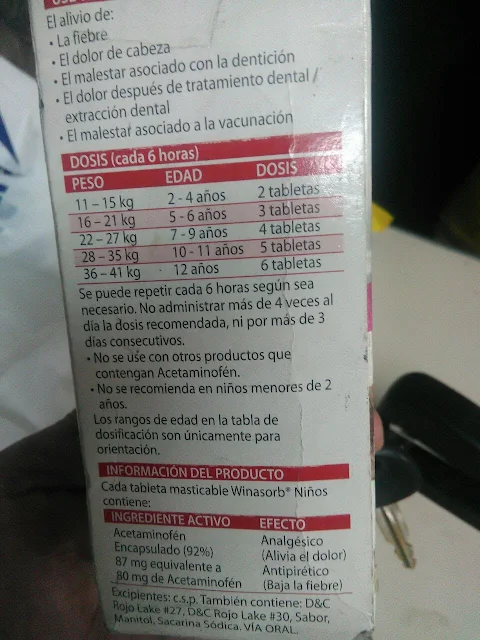 El alivio de:
• La fiebre
• El dolor de cabeza
• El malestar asociado con la dentición
• El dolor después de tratamiento dental /
extracción dental
• El malestar asociado a la vacunación
DOSIS (cada 6 horas)
PESO EDAD DOSIS
11 – 15 kg 2 - 4 años 2 tabletas
16 – 21 kg 5 - 6 años 3 tabletas
22 – 27 kg 7 - 9 años 4 tabletas
28 – 35 kg 10 - 11 años 5 tabletas
36 – 41 kg 12 años 6 tabletas
Se puede repetir cada 6 horas según sea
necesario. No administrar más de 4 veces al
día la dosis recomendada, ni por más de 3
días consecutivos.
• No se use con otros productos que
contengan Acetaminofén.
• No se recomienda en niños menores de 2
años.
Los rangos de edad en la tabla de
dosificación son únicamente para
orientación.
INFORMACIÓN DEL PRODUCTO
Cada tableta masticable Winasorb® Niños
contiene:
INGREDIENTE ACTIVO EFECTO
Acetaminofén Analgésico
Encapsulado (92%) (Alivia el dolor)
87 mg equivalente a Antipirético
80 mg de Acetaminofén (Baja la fiebre)
Excipientes: c.s.p. También contiene: D&C
Rojo Lake #27, D&C Rojo Lake #30, Sabor,
Manitol, Sacarina Sódica. VÍA ORAL.